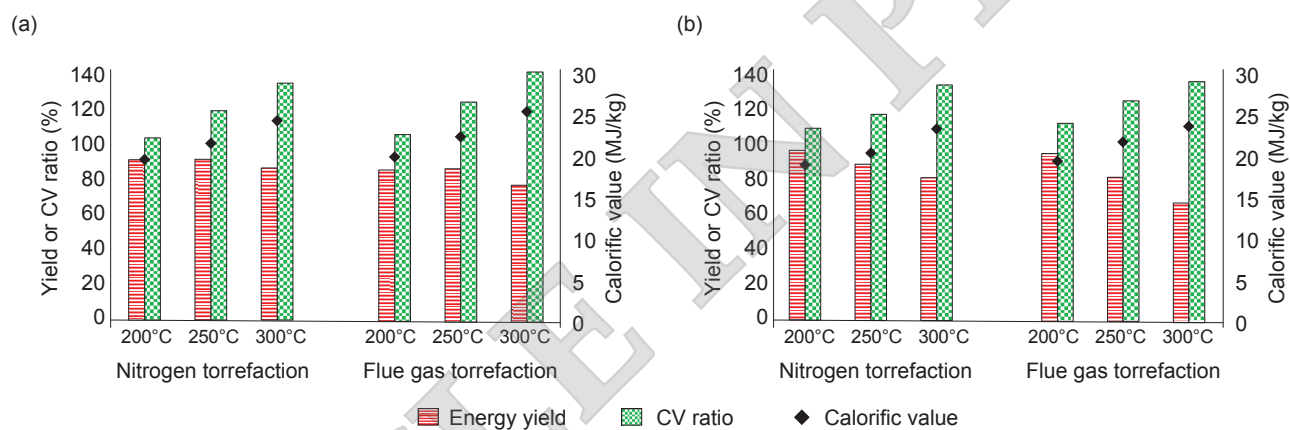 (a)
(b)
Yield or CV ratio (%)
140
120
100
80
60
40
20
0
30
25
20
15
10
5
0
Calorific value (MJ/kg)
200°C 250°C 300°C
200°C 250°C 300°C
Nitrogen torrefaction
Flue gas torrefaction
Yield or CV ratio (%)
140
120
100
80
60
40
20
0
30
25
20
15
10
5
0
Calorific value (MJ/kg)
200°C 250°C 300°C
200°C 250°C 300°C
Nitrogen torrefaction
Flue gas torrefaction
Energy yield
CV ratio
Calorific value